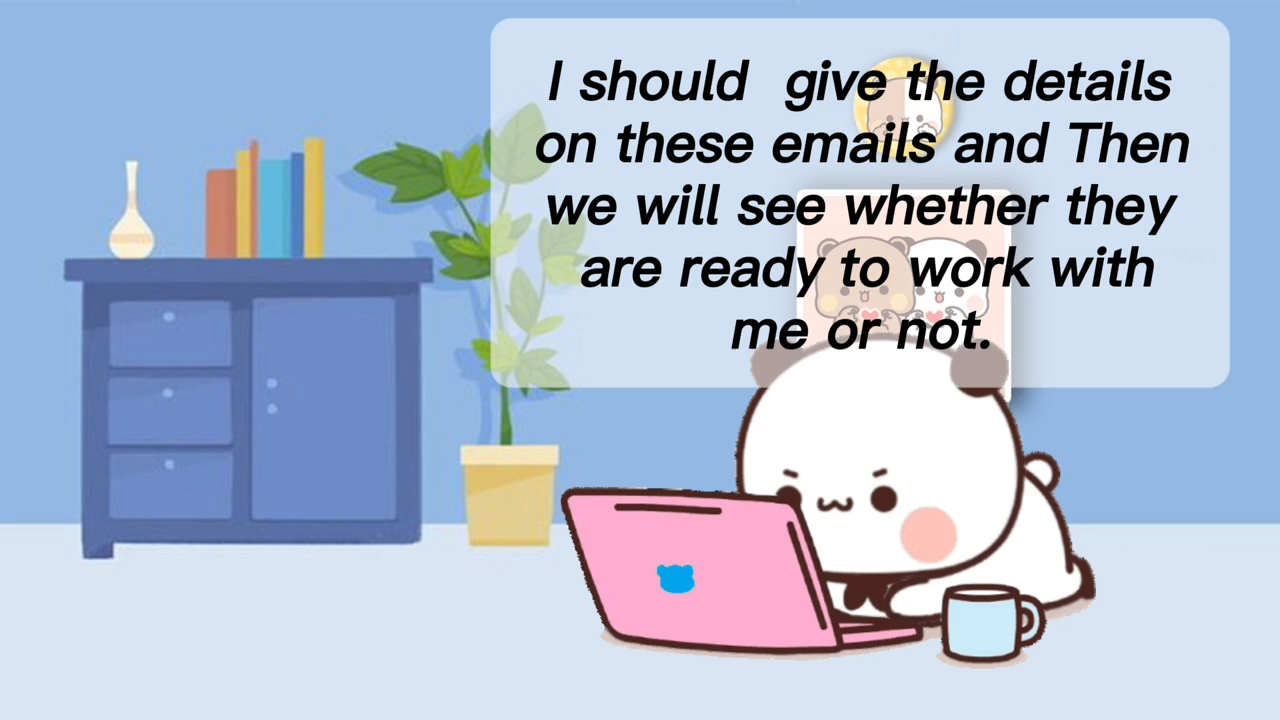 I should  give the details
on these emails and Then
we will see whether they
are ready to work with
me or not.